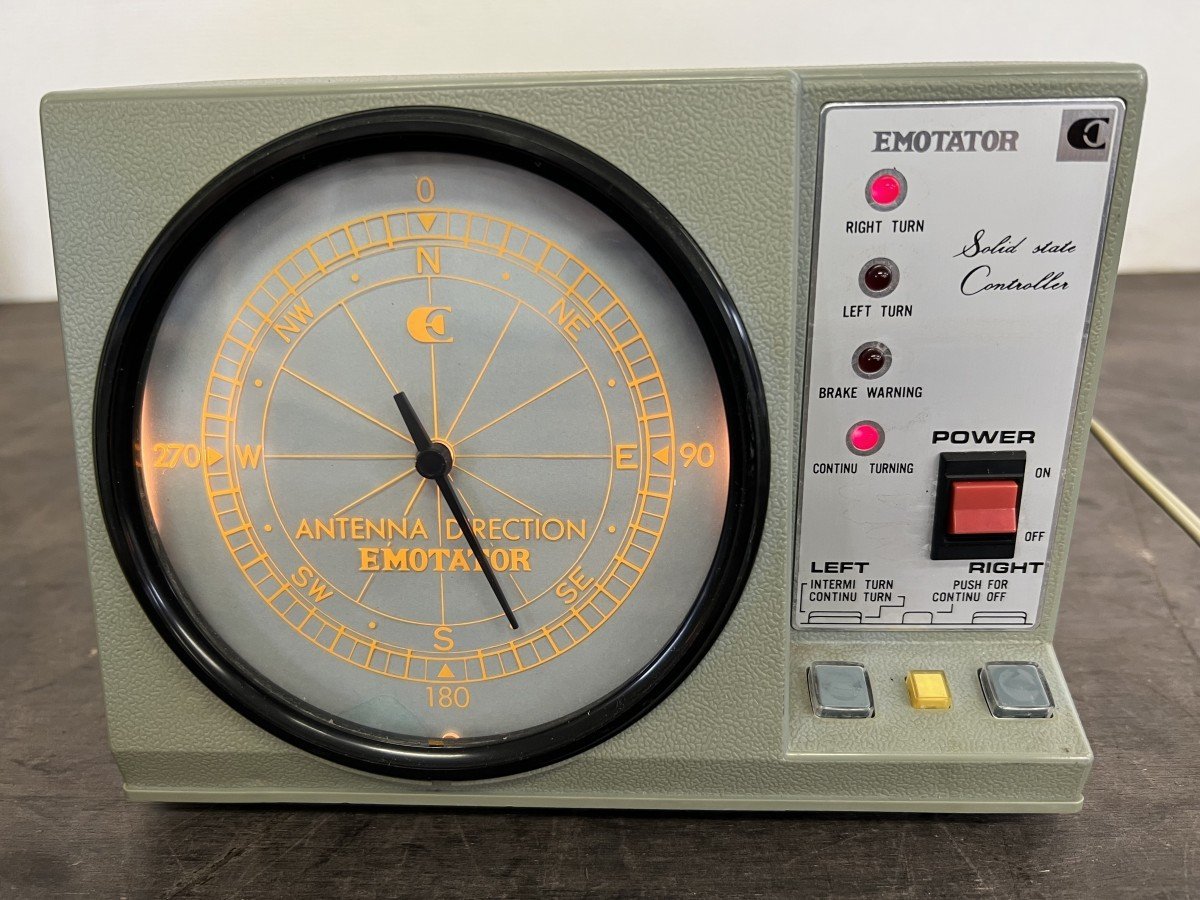 0
N
NW
NE
270
W
E
90
ANTENNA DIRECTION
EMOTATOR
SW
SE
S
180
EMOTATOR
RIGHT TURN
Solid state
Controller
LEFT TURN
BRAKE WARNING
CONTINU TURNING
POWER
ON
OFF
LEFT
RIGHT
INTERMI TURN
CONTINU TURN
PUSH FOR
CONTINU OFF